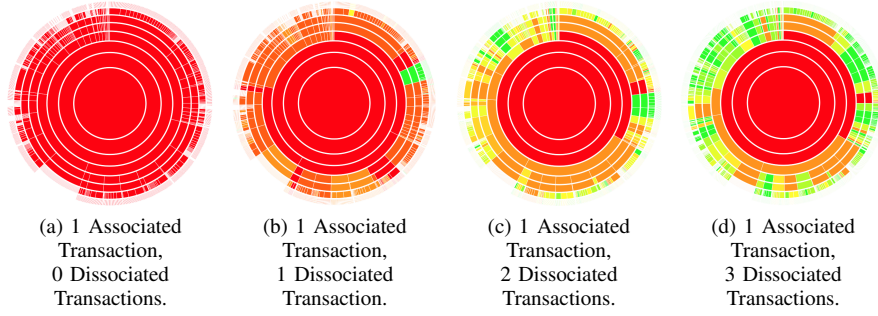 (a) 1 Associated
Transaction,
0 Dissociated
Transactions.
(b) 1 Associated
Transaction,
1 Dissociated
Transaction.
(c) 1 Associated
Transaction,
2 Dissociated
Transactions.
(d) 1 Associated
Transaction,
3 Dissociated
Transactions.